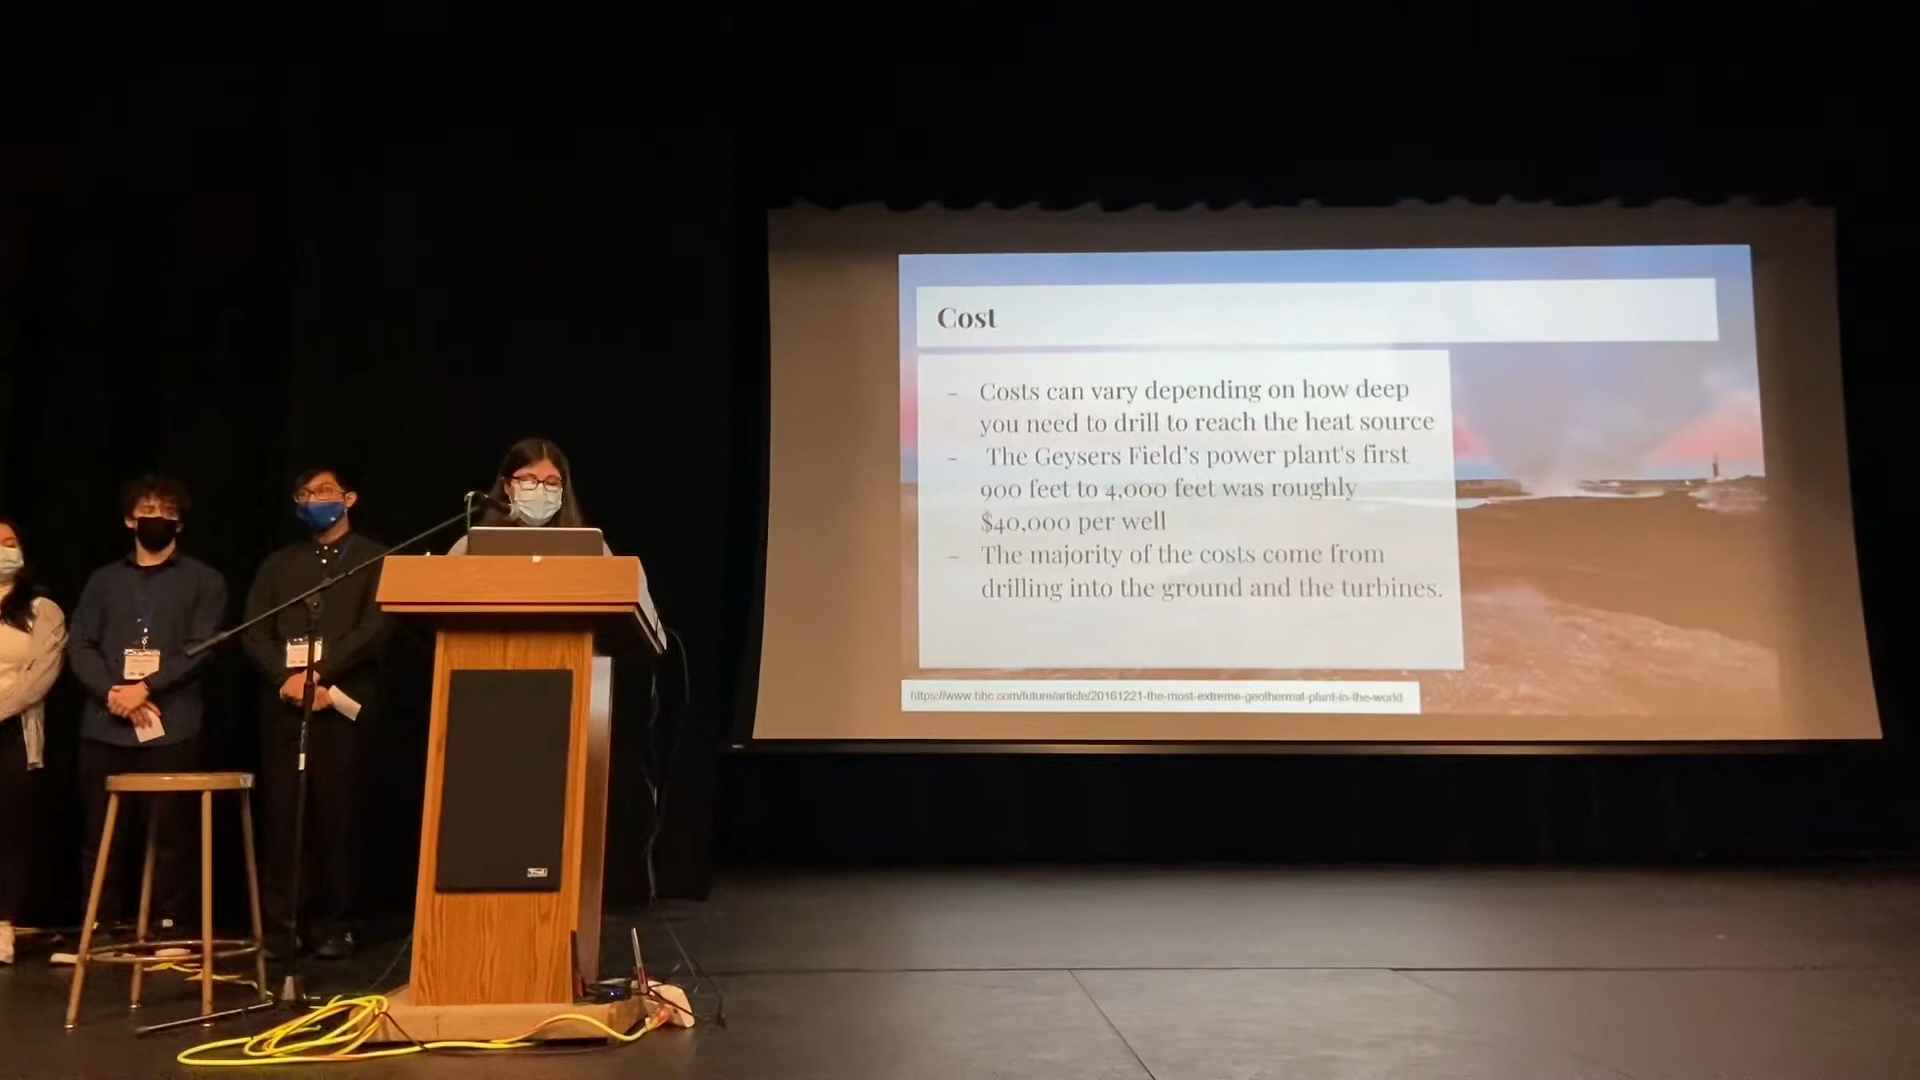 Cost
- Costs can vary depending on how deep
you need to drill to reach the heat source
- The Geysers Field's power plant's first
900 feet to 4,000 feet was roughly
$40,000 per well
- The majority of the costs come from
drilling into the ground and the turbines.
https://www.bbc.com/future/article/20161221-the-most-extreme-geothermal-plant-in-the-world